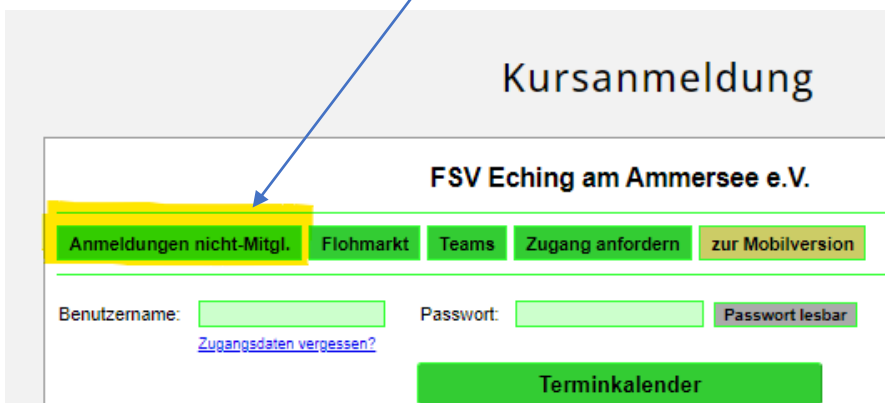 Kursanmeldung
FSV Eching am Ammersee e.V.
Anmeldungen nicht-Mitgl. Flohmarkt Teams Zugang anfordern zur Mobilversion
Benutzername: Passwort: Passwort lesbar
Zugangsdaten vergessen?
Terminkalender